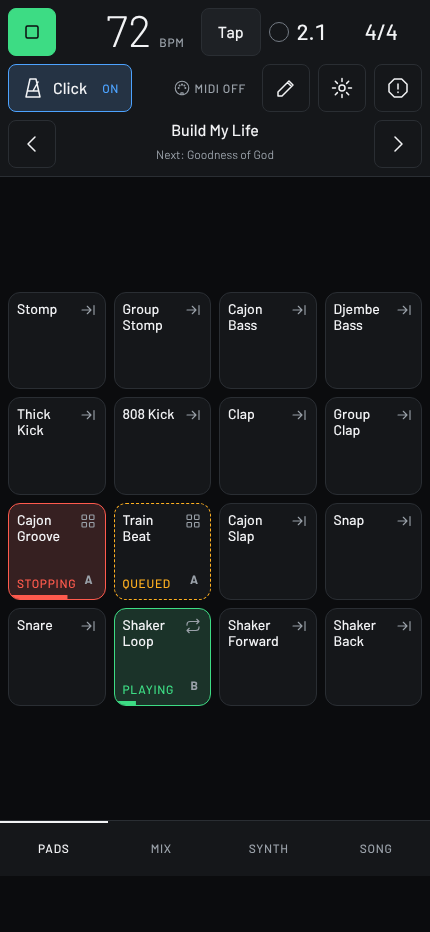 72 BPM
Tap
2.1
4/4
Click ON
MIDI OFF
Build My Life
Next: Goodness of God
Stomp
Group
Stomp
Cajon
Bass
Djembe
Bass
Thick
Kick
808 Kick
Clap
Group
Clap
Cajon
Groove
STOPPING A
Train
Beat
QUEUED A
Cajon
Slap
Snap
Snare
Shaker
Loop
PLAYING B
Shaker
Forward
Shaker
Back
PADS
MIX
SYNTH
SONG